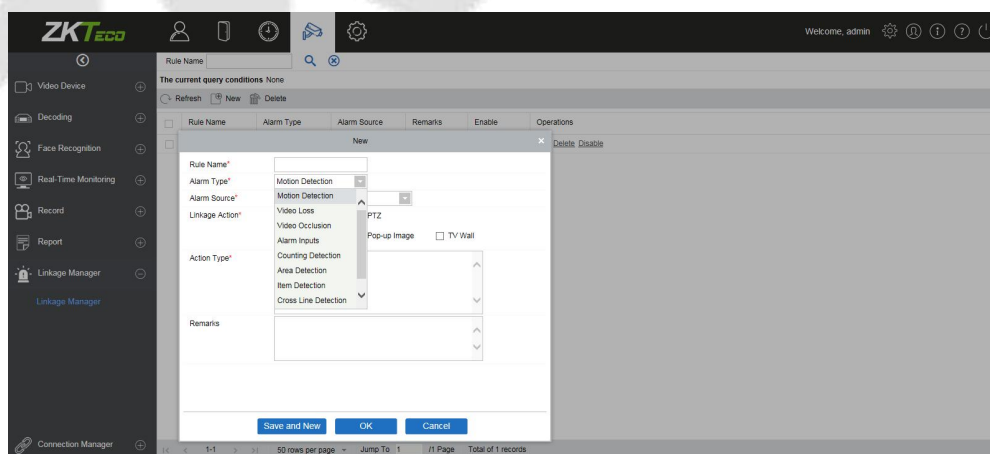 ZKTeco
Welcome, admin
Rule Name
The current query conditions None
Refresh New Delete
Rule Name Alarm Type Alarm Source Remarks Enable Operations
Delete Disable
Video Device
Decoding
Face Recognition
Real-Time Monitoring
Record
Report
Linkage Manager
Linkage Manager
Connection Manager
New
Rule Name*
Alarm Type* Motion Detection
Motion Detection
Video Loss
Video Occlusion
Alarm Inputs
Counting Detection
Area Detection
Item Detection
Cross Line Detection
Alarm Source*
Linkage Action* PTZ
Pop-up Image TV Wall
Action Type*
Remarks
Save and New OK Cancel
1-1 50 rows per page Jump To 1 /1 Page Total of 1 records